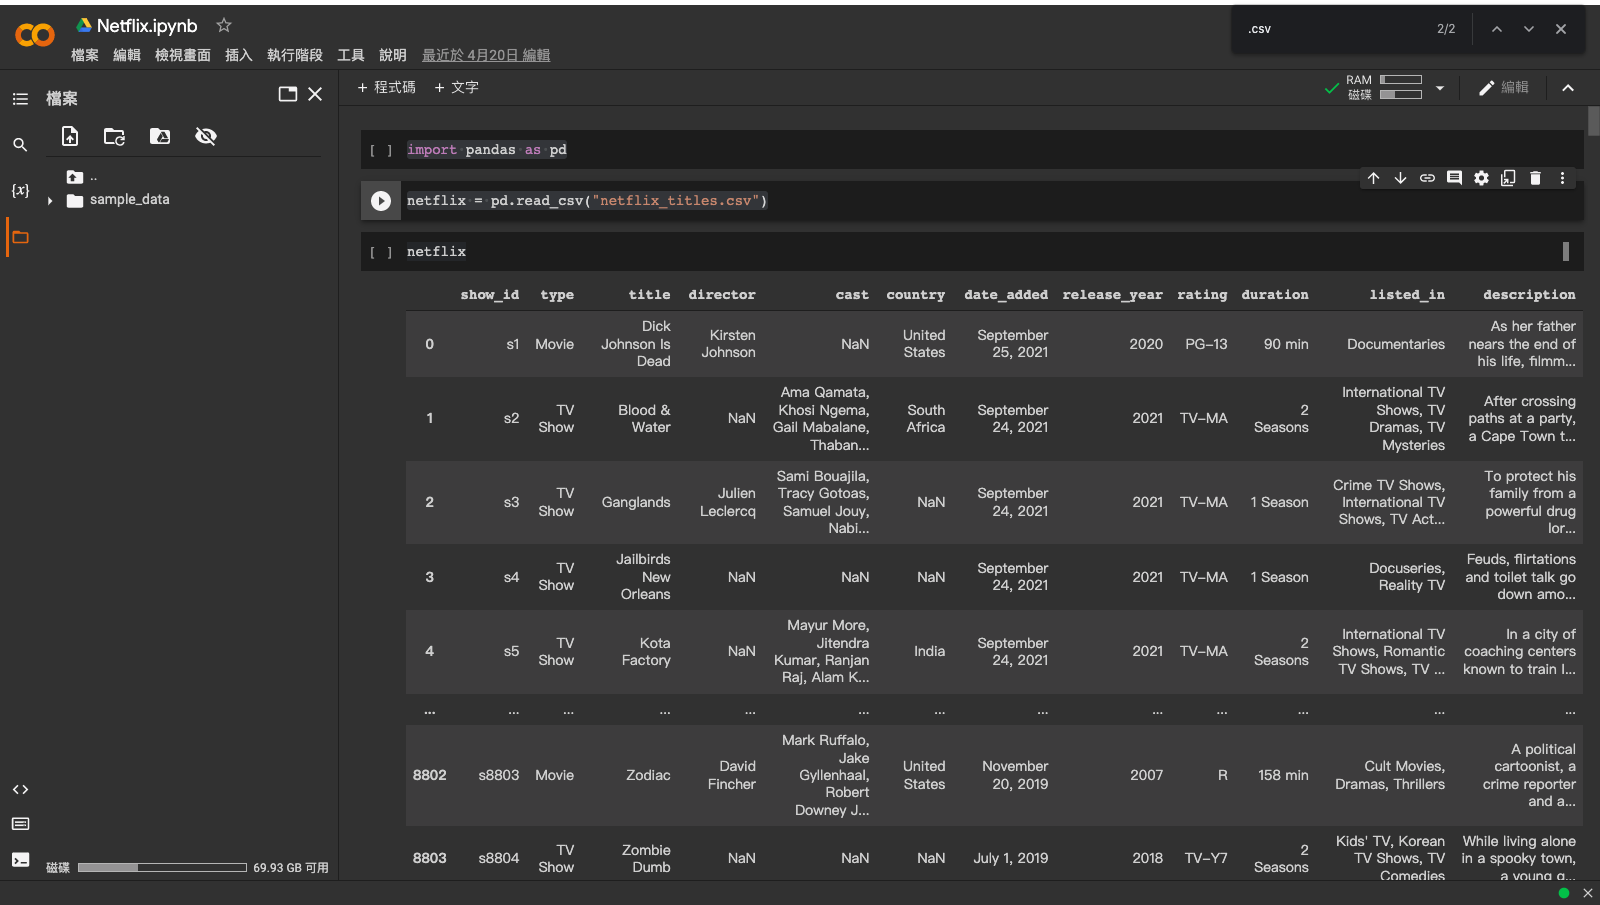 Netflix.ipynb
.csv
2/2
檔案 編輯 檢視畫面 插入 執行階段 工具 說明 最近於 4月20日 編輯
檔案
+ 程式碼 + 文字
RAM
磁碟
編輯
..
sample_data
{x}
[ ] import pandas as pd
netflix = pd.read_csv("netflix_titles.csv")
[ ] netflix
show_id type title director cast country date_added release_year rating duration listed_in description
0 s1 Movie Dick Johnson Is Dead Kirsten Johnson NaN United States September 25, 2021 2020 PG-13 90 min Documentaries As her father nears the end of his life, filmm...
1 s2 TV Show Blood & Water NaN Ama Qamata, Khosi Ngema, Gail Mabalane, Thaban... South Africa September 24, 2021 2021 TV-MA 2 Seasons International TV Shows, TV Dramas, TV Mysteries After crossing paths at a party, a Cape Town t...
2 s3 TV Show Ganglands Julien Leclercq Sami Bouajila, Tracy Gotoas, Samuel Jouy, Nabi... NaN September 24, 2021 2021 TV-MA 1 Season Crime TV Shows, International TV Shows, TV Act... To protect his family from a powerful drug lor...
3 s4 TV Show Jailbirds New Orleans NaN NaN NaN September 24, 2021 2021 TV-MA 1 Season Docuseries, Reality TV Feuds, flirtations and toilet talk go down amo...
4 s5 TV Show Kota Factory NaN Mayur More, Jitendra Kumar, Ranjan Raj, Alam K... India September 24, 2021 2021 TV-MA 2 Seasons International TV Shows, Romantic TV Shows, TV ... In a city of coaching centers known to train I...
... ... ... ... ... ... ... ... ... ... ... ... ...
8802 s8803 Movie Zodiac David Fincher Mark Ruffalo, Jake Gyllenhaal, Robert Downey J... United States November 20, 2019 2007 R 158 min Cult Movies, Dramas, Thrillers A political cartoonist, a crime reporter and a...
8803 s8804 TV Show Zombie Dumb NaN NaN NaN July 1, 2019 2018 TV-Y7 2 Seasons Kids' TV, Korean TV Shows, TV Comedies While living alone in a spooky town, a young g...
磁碟 69.93 GB 可用